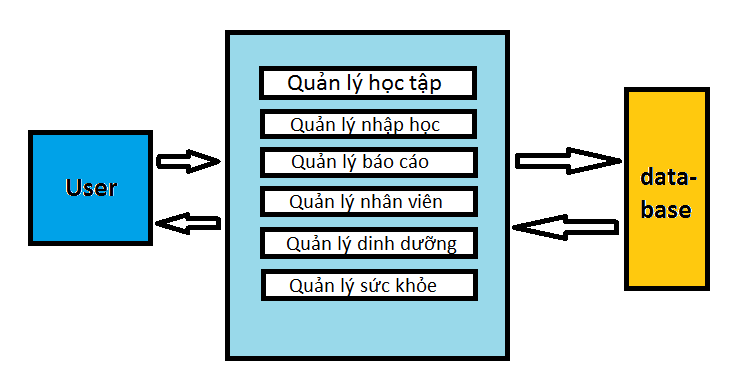 User
Quản lý học tập
Quản lý nhập học
Quản lý báo cáo
Quản lý nhân viên
Quản lý dinh dưỡng
Quản lý sức khỏe
data-
base